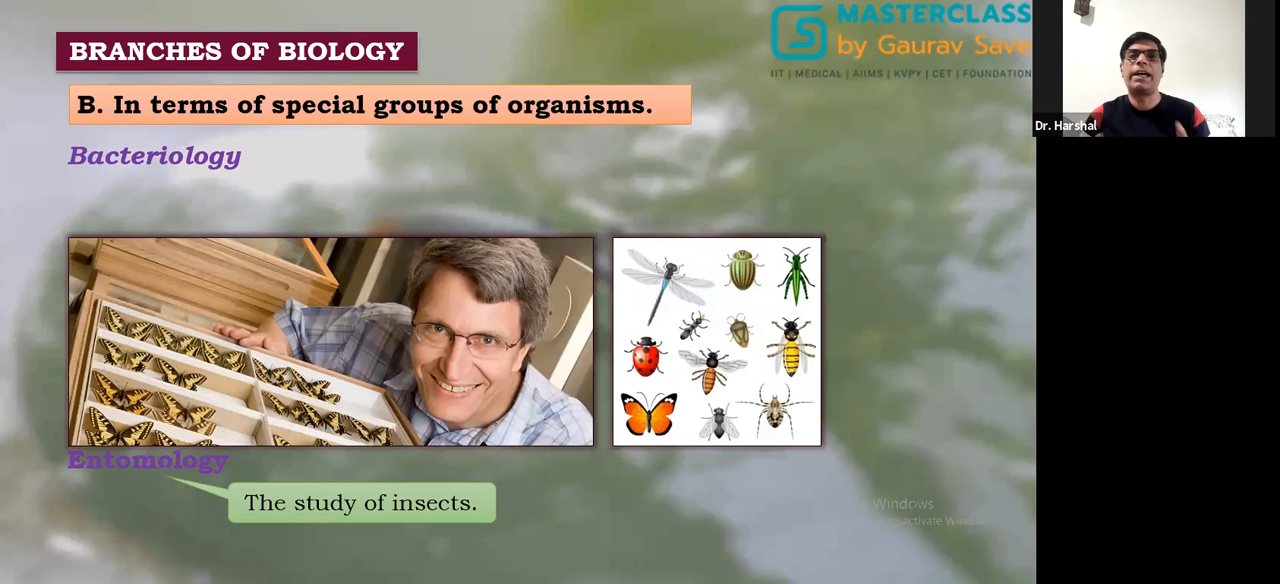 MASTERCLASS
by Gaurav Save
IIT | MEDICAL | AIIMS | KVPY | CET | FOUNDATION
BRANCHES OF BIOLOGY
B. In terms of special groups of organisms.
Dr. Harshal
Bacteriology
Entomology
The study of insects.
Windows
activate